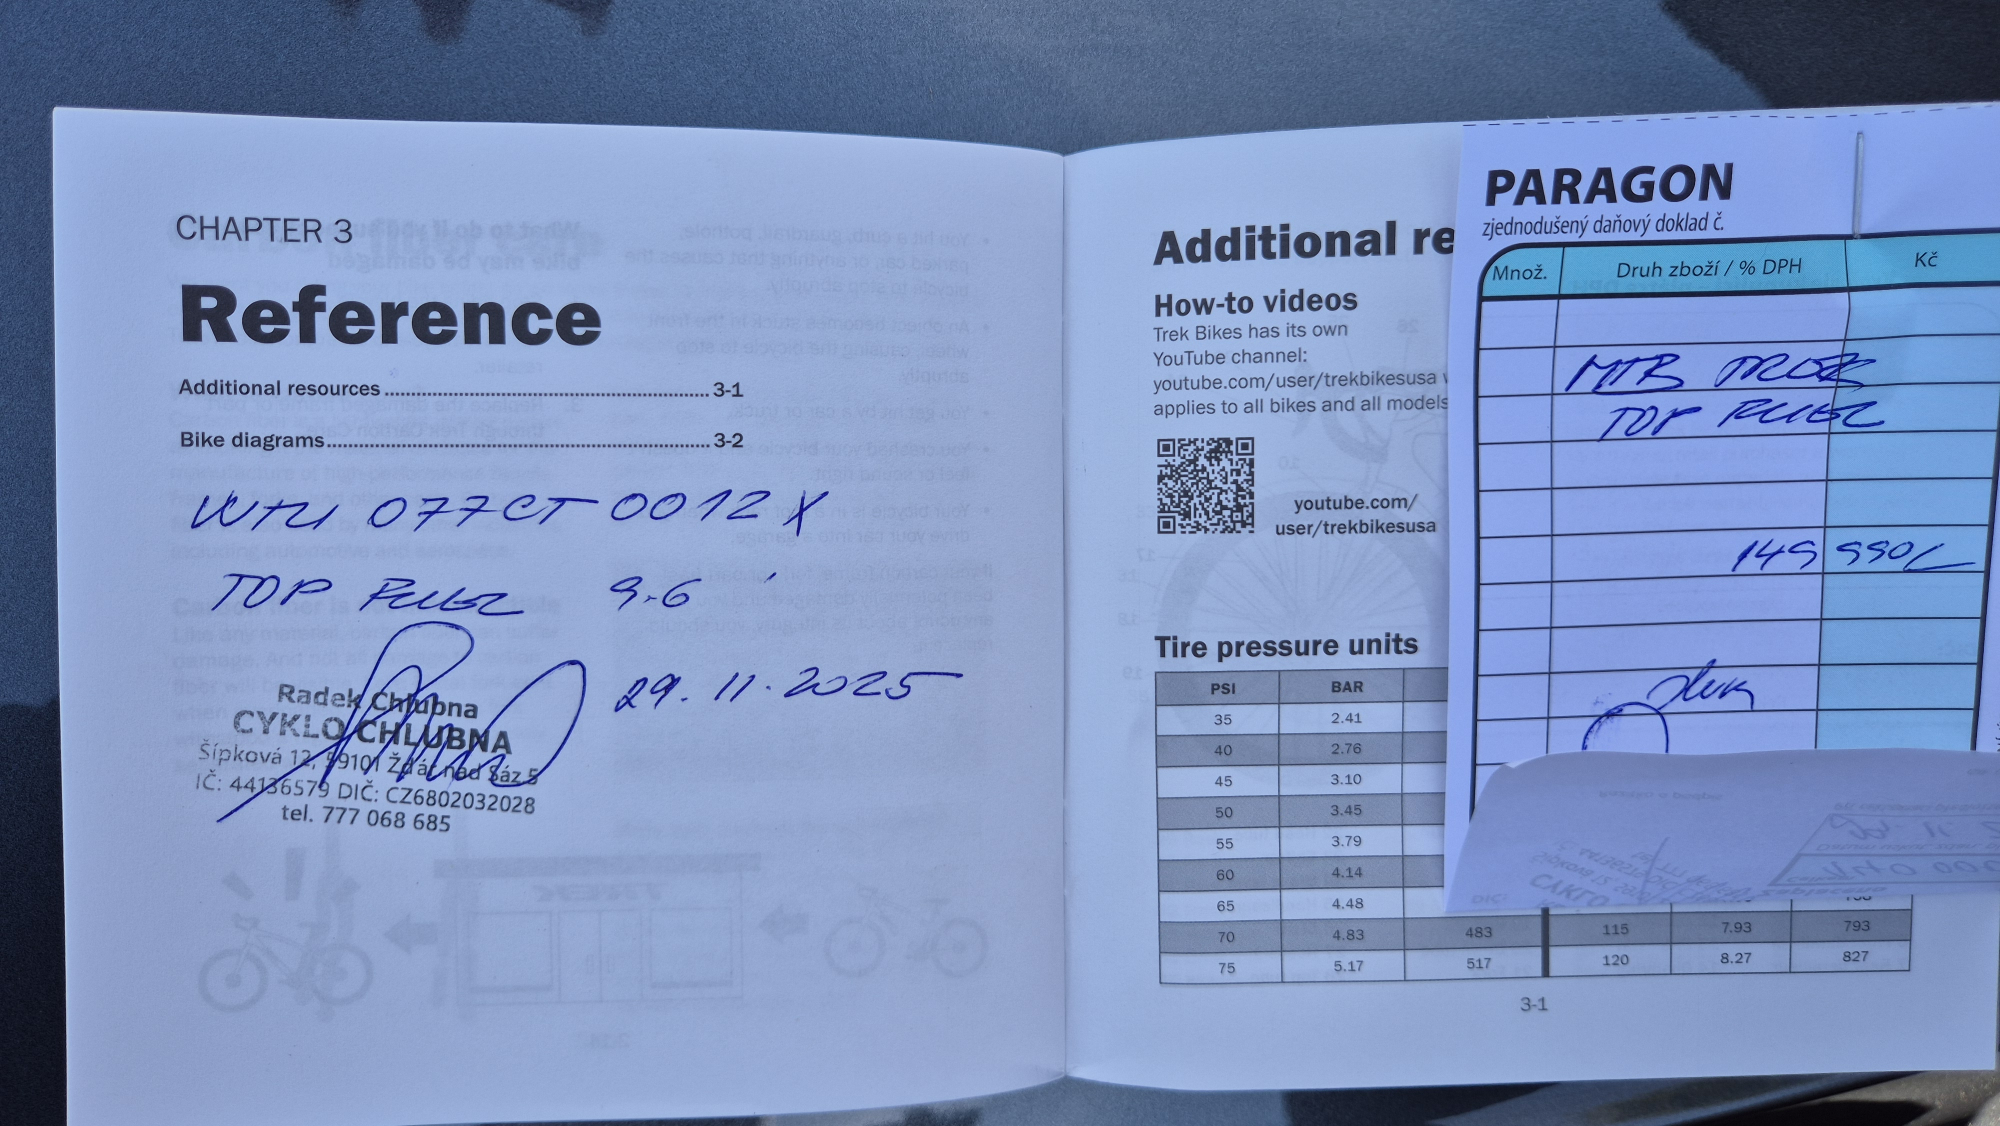 CHAPTER 3
Reference
Additional resources 3-1
Bike diagrams 3-2
WTU 077CT 0012 X
TOP FUEL 9.6
29.11.2025
Radek Chlubna
CYKLO CHLUBNA
Šípková 12, 59101 Žďár nad Sáz.5
IČ: 44136579 DIČ: CZ6802032028
tel. 777 068 685
Additional re
How-to videos
Trek Bikes has its own
YouTube channel:
youtube.com/user/trekbikesusa
applies to all bikes and all models
youtube.com/
user/trekbikesusa
Tire pressure units
PSI BAR
35 2.41
40 2.76
45 3.10
50 3.45
55 3.79
60 4.14
65 4.48
70 4.83 483 115 7.93 793
75 5.17 517 120 8.27 827
3-1
PARAGON
zjednodušený daňový doklad č.
Množ. Druh zboží / % DPH Kč
MTB TREK
TOP FUEL
149 990,-